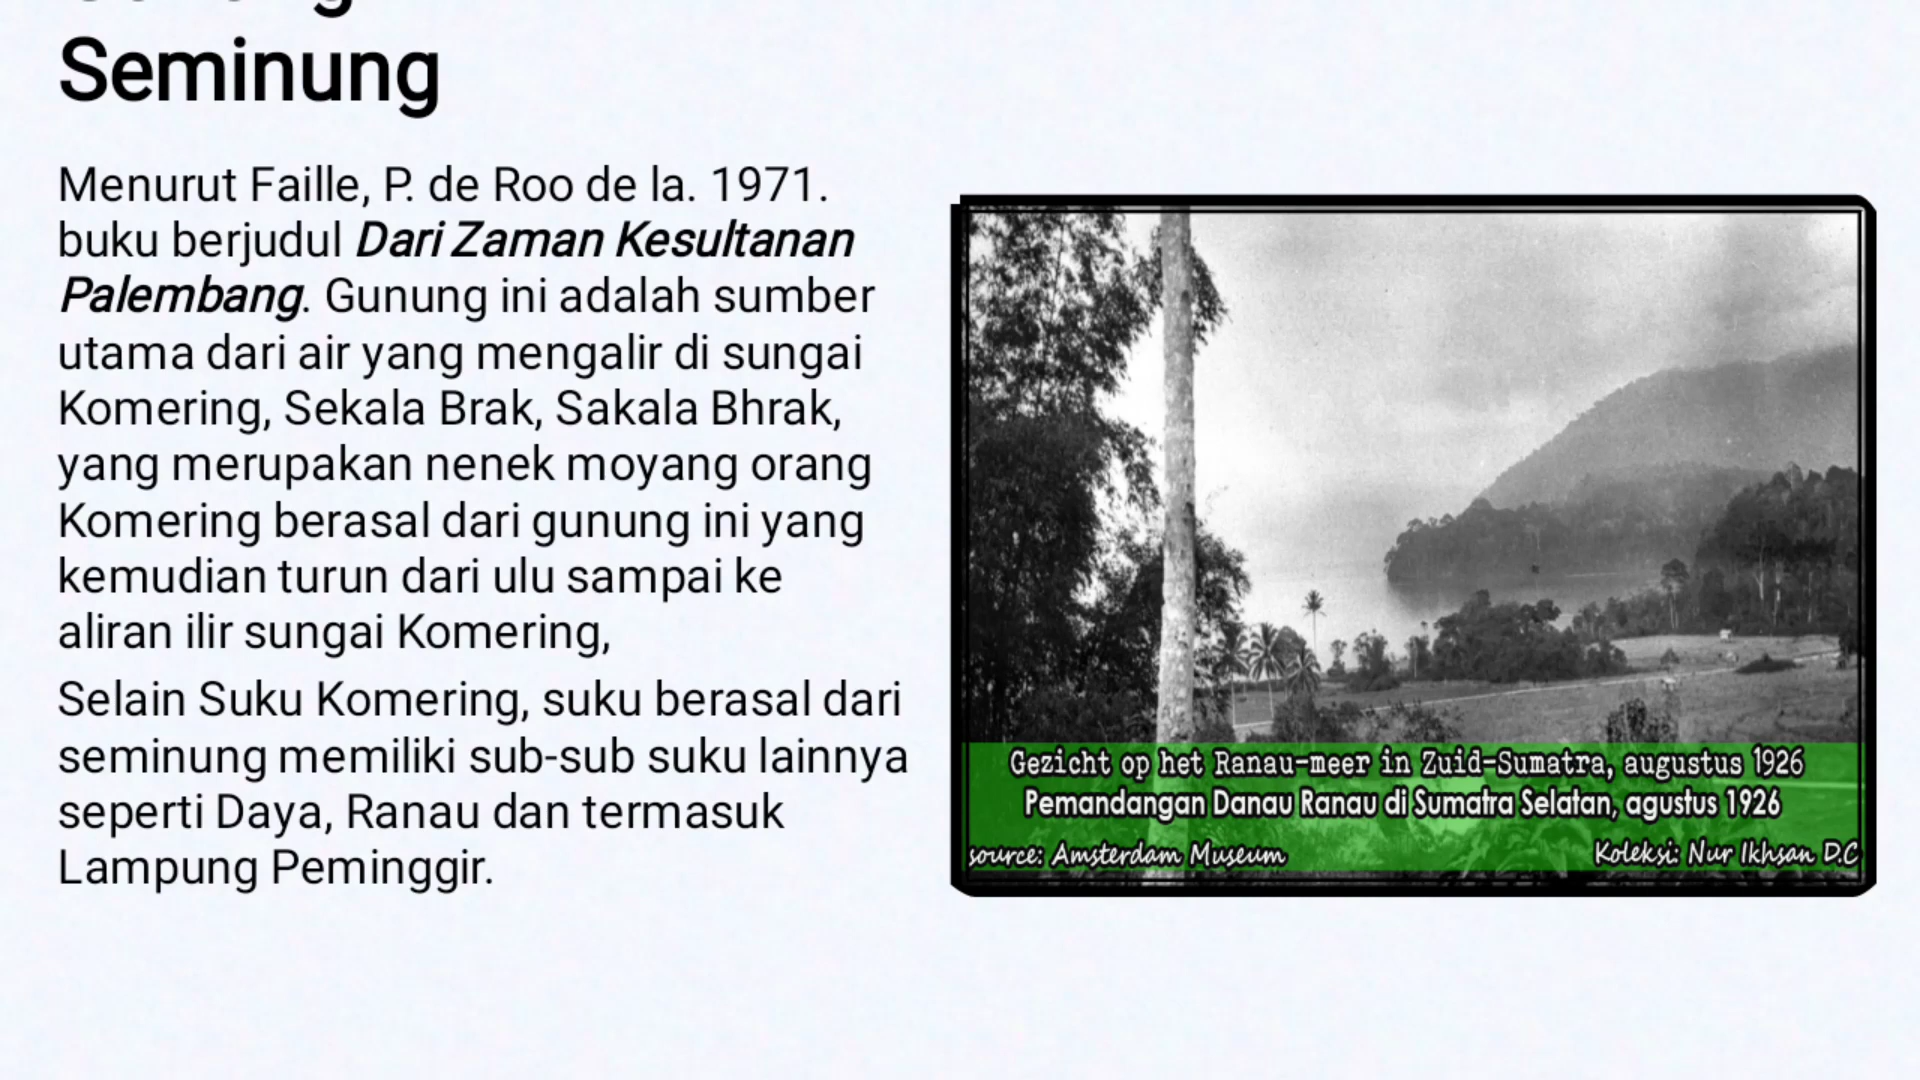 Seminung
Menurut Faille, P. de Roo de la. 1971.
buku berjudul Dari Zaman Kesultanan
Palembang. Gunung ini adalah sumber
utama dari air yang mengalir di sungai
Komering, Sekala Brak, Sakala Bhrak,
yang merupakan nenek moyang orang
Komering berasal dari gunung ini yang
kemudian turun dari ulu sampai ke
aliran ilir sungai Komering,
Selain Suku Komering, suku berasal dari
seminung memiliki sub-sub suku lainnya
seperti Daya, Ranau dan termasuk
Lampung Peminggir.
Gezicht op het Ranau-meer in Zuid-Sumatra, augustus 1926
Pemandangan Danau Ranau di Sumatra Selatan, agustus 1926
source: Amsterdam Museum
Koleksi: Nur Ikhsan D.C